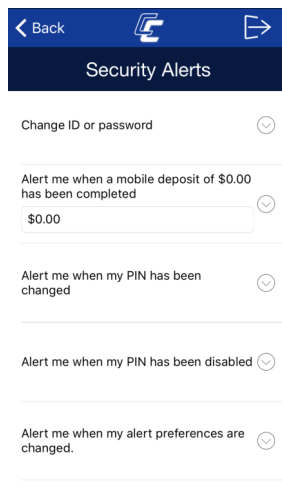 Back
Security Alerts
Change ID or password
Alert me when a mobile deposit of $0.00
has been completed
$0.00
Alert me when my PIN has been
changed
Alert me when my PIN has been disabled
Alert me when my alert preferences are
changed.